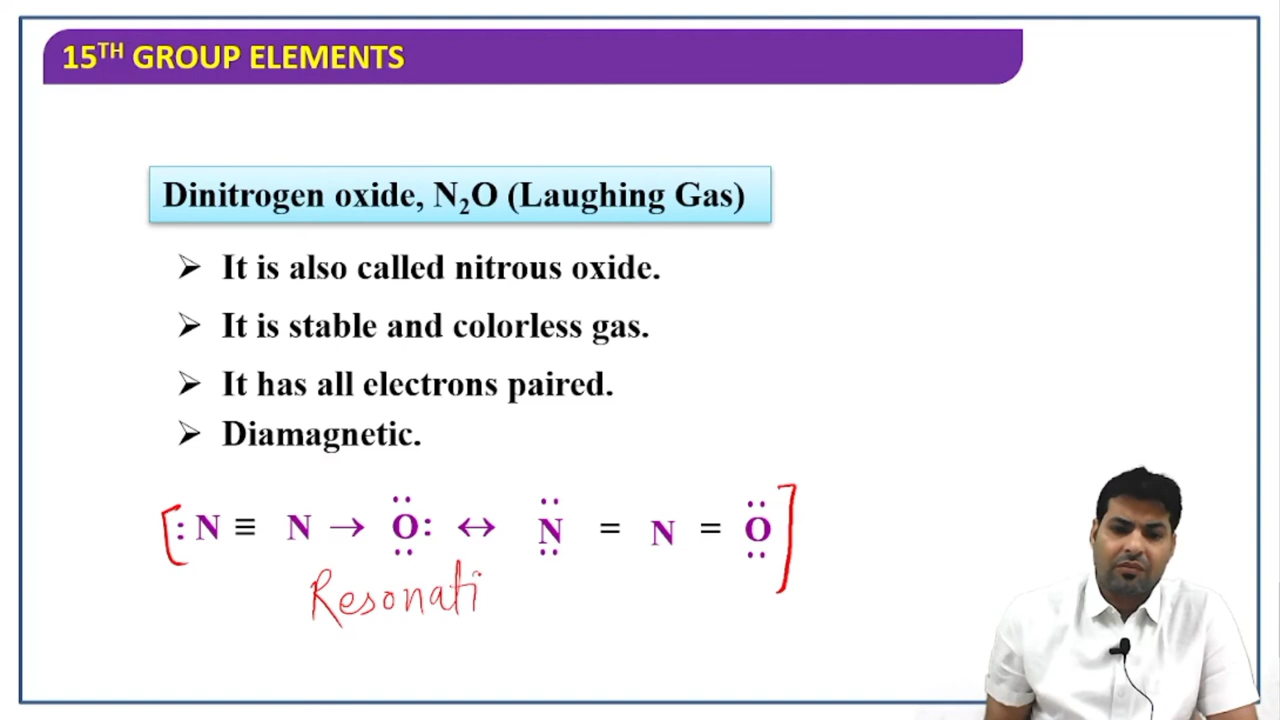 15TH GROUP ELEMENTS
Dinitrogen oxide, N₂O (Laughing Gas)
➢ It is also called nitrous oxide.
➢ It is stable and colorless gas.
➢ It has all electrons paired.
➢ Diamagnetic.
[:N ≡ N → Ö: ↔ N̈ = N = Ö]
Resonati